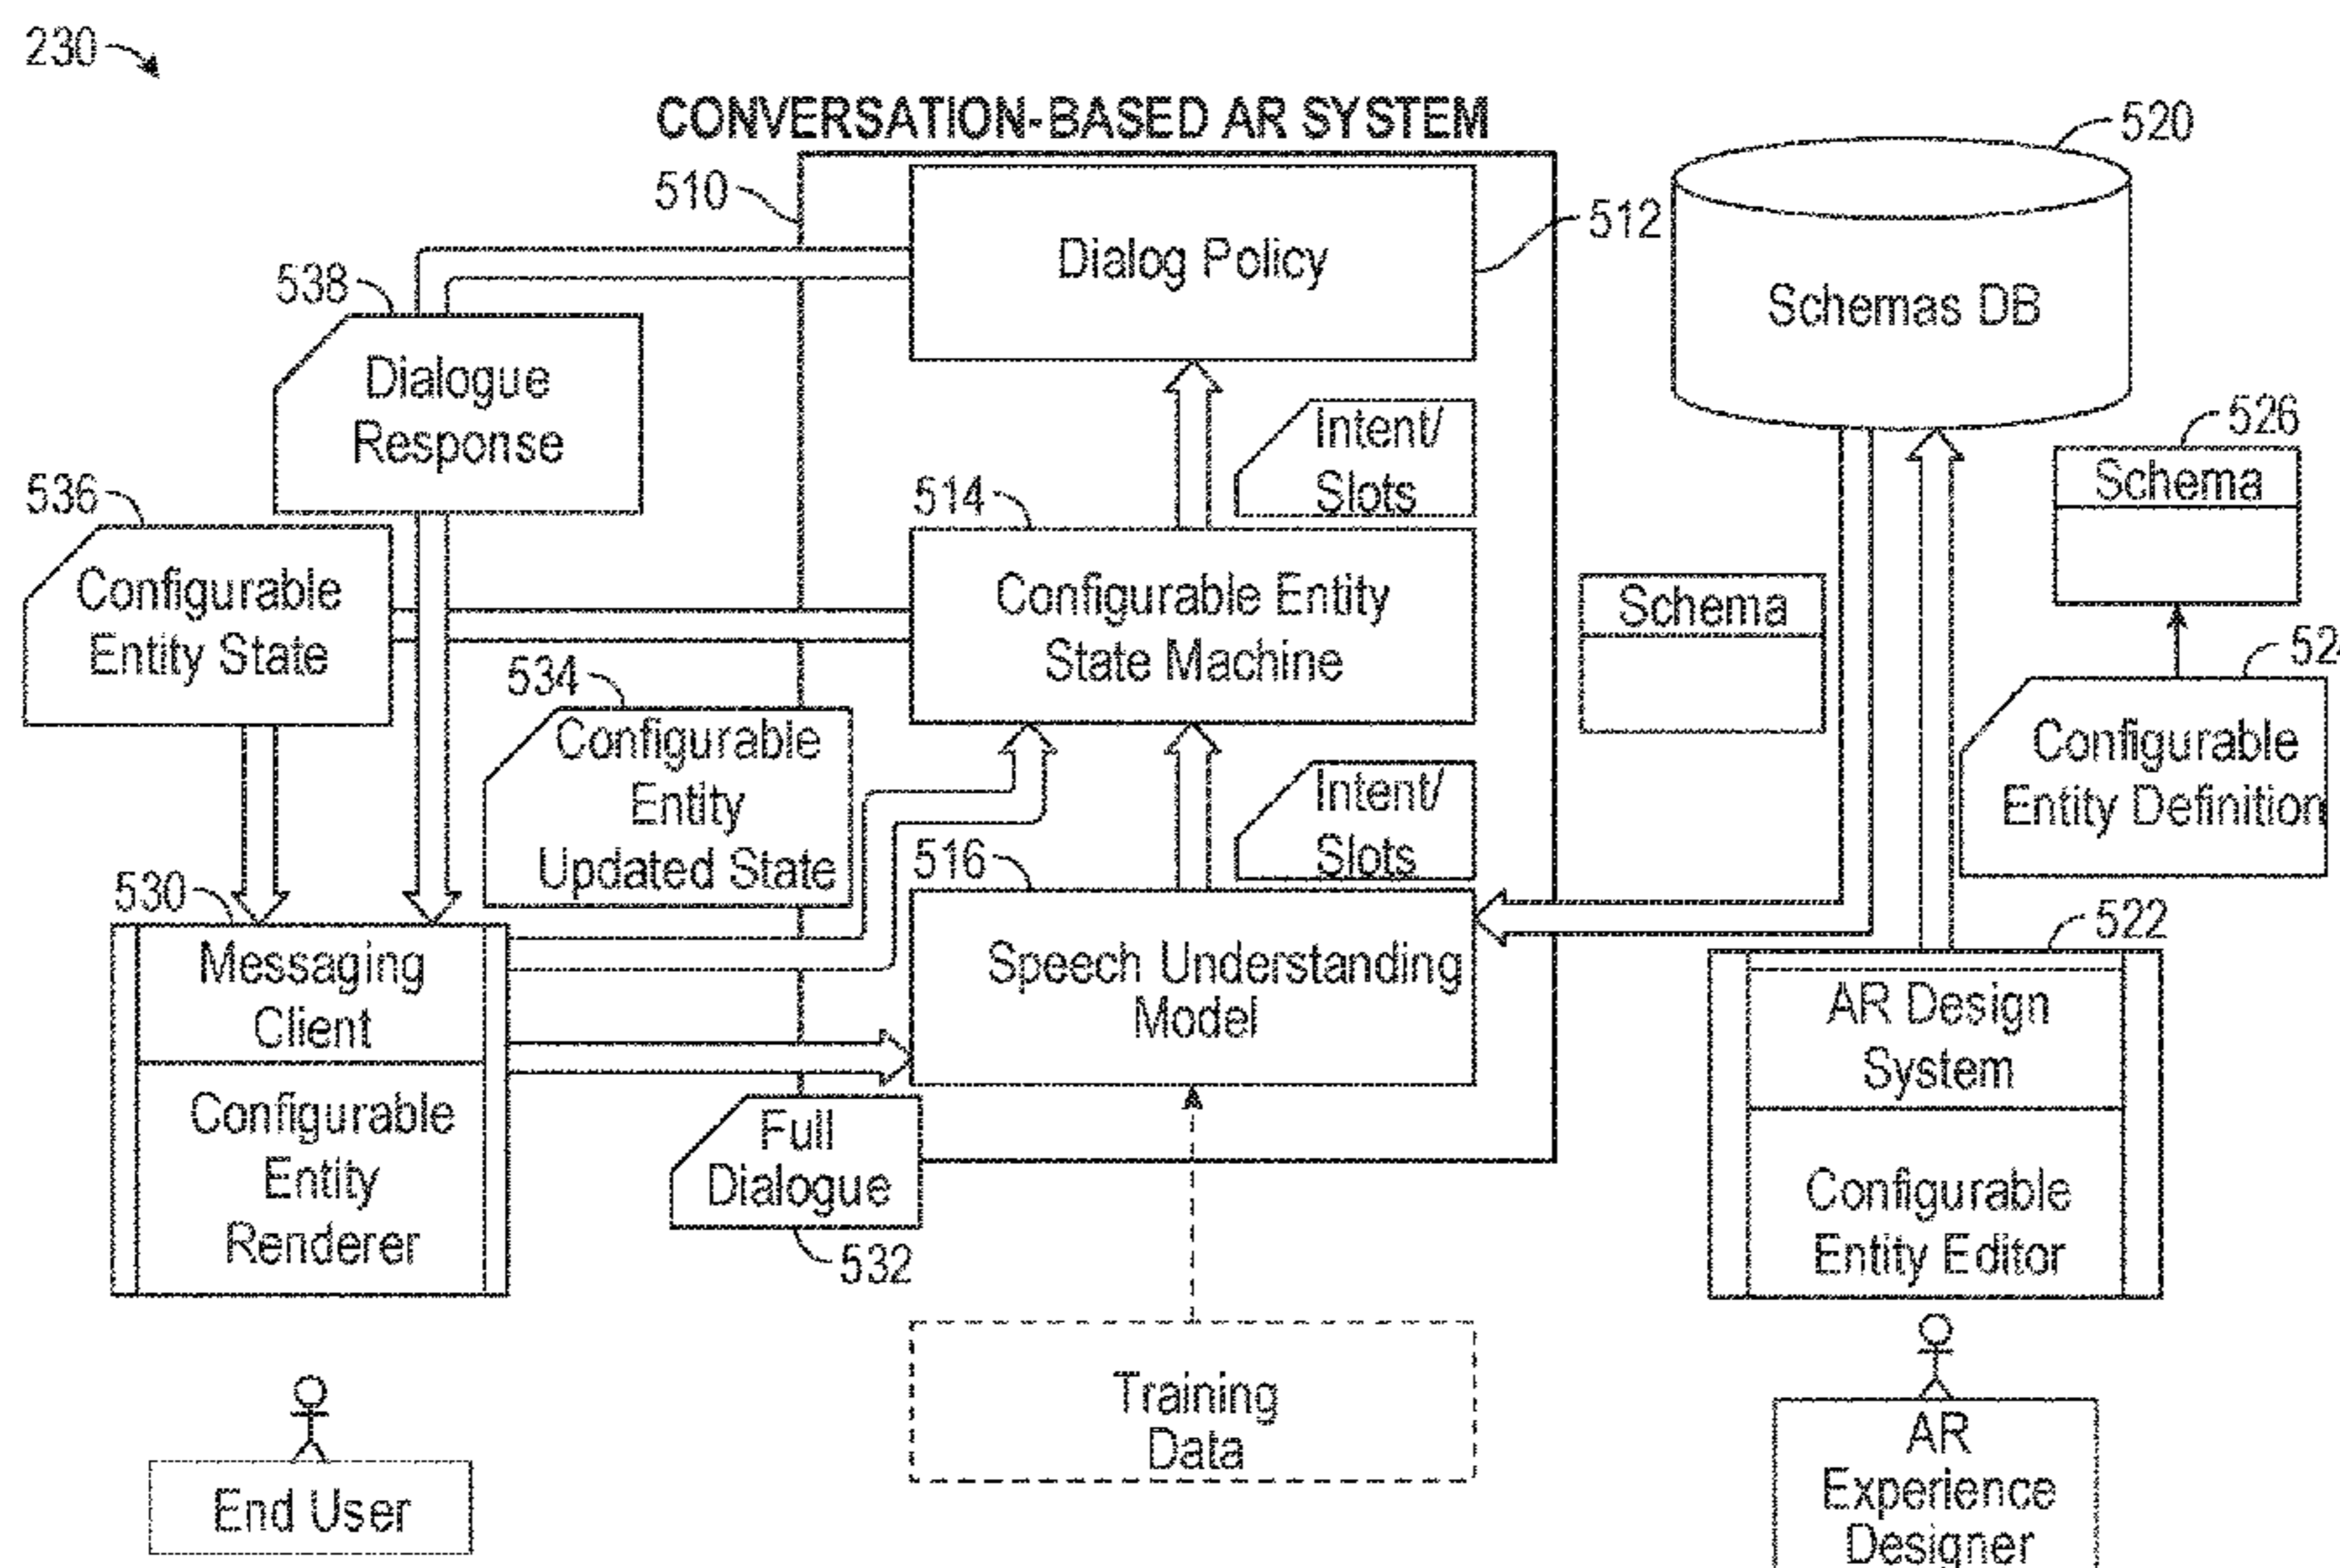 230
CONVERSATION-BASED AR SYSTEM
520
510
512
Dialog Policy
538
Schemas DB
Dialogue
Response
Intent/
Slots
526
Schema
536
514
Configurable
Entity State
Configurable Entity
State Machine
Schema
534
Configurable
Entity
Updated State
Configurable
Entity Definition
Intent/
Slots
516
530
522
Messaging
Client
Speech Understanding
Model
AR Design
System
Configurable
Entity
Renderer
Full
Dialogue
532
Configurable
Entity Editor
Training
Data
End User
AR
Experience
Designer